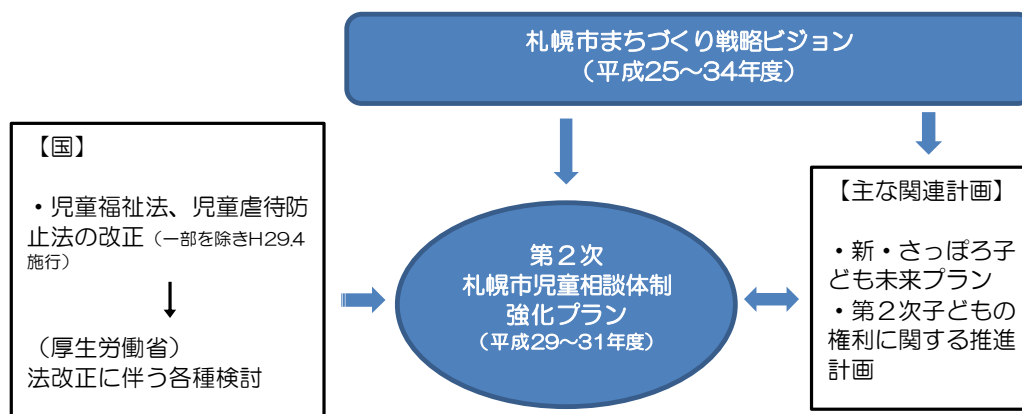 札幌市まちづくり戦略ビジョン
（平成25～34年度）
【国】
・児童福祉法、児童虐待防
止法の改正（一部を除きH29.4
施行）
（厚生労働省）
法改正に伴う各種検討
第２次
札幌市児童相談体制
強化プラン
（平成29～31年度）
【主な関連計画】
・新・さっぽろ子
ども未来プラン
・第２次子どもの
権利に関する推進
計画